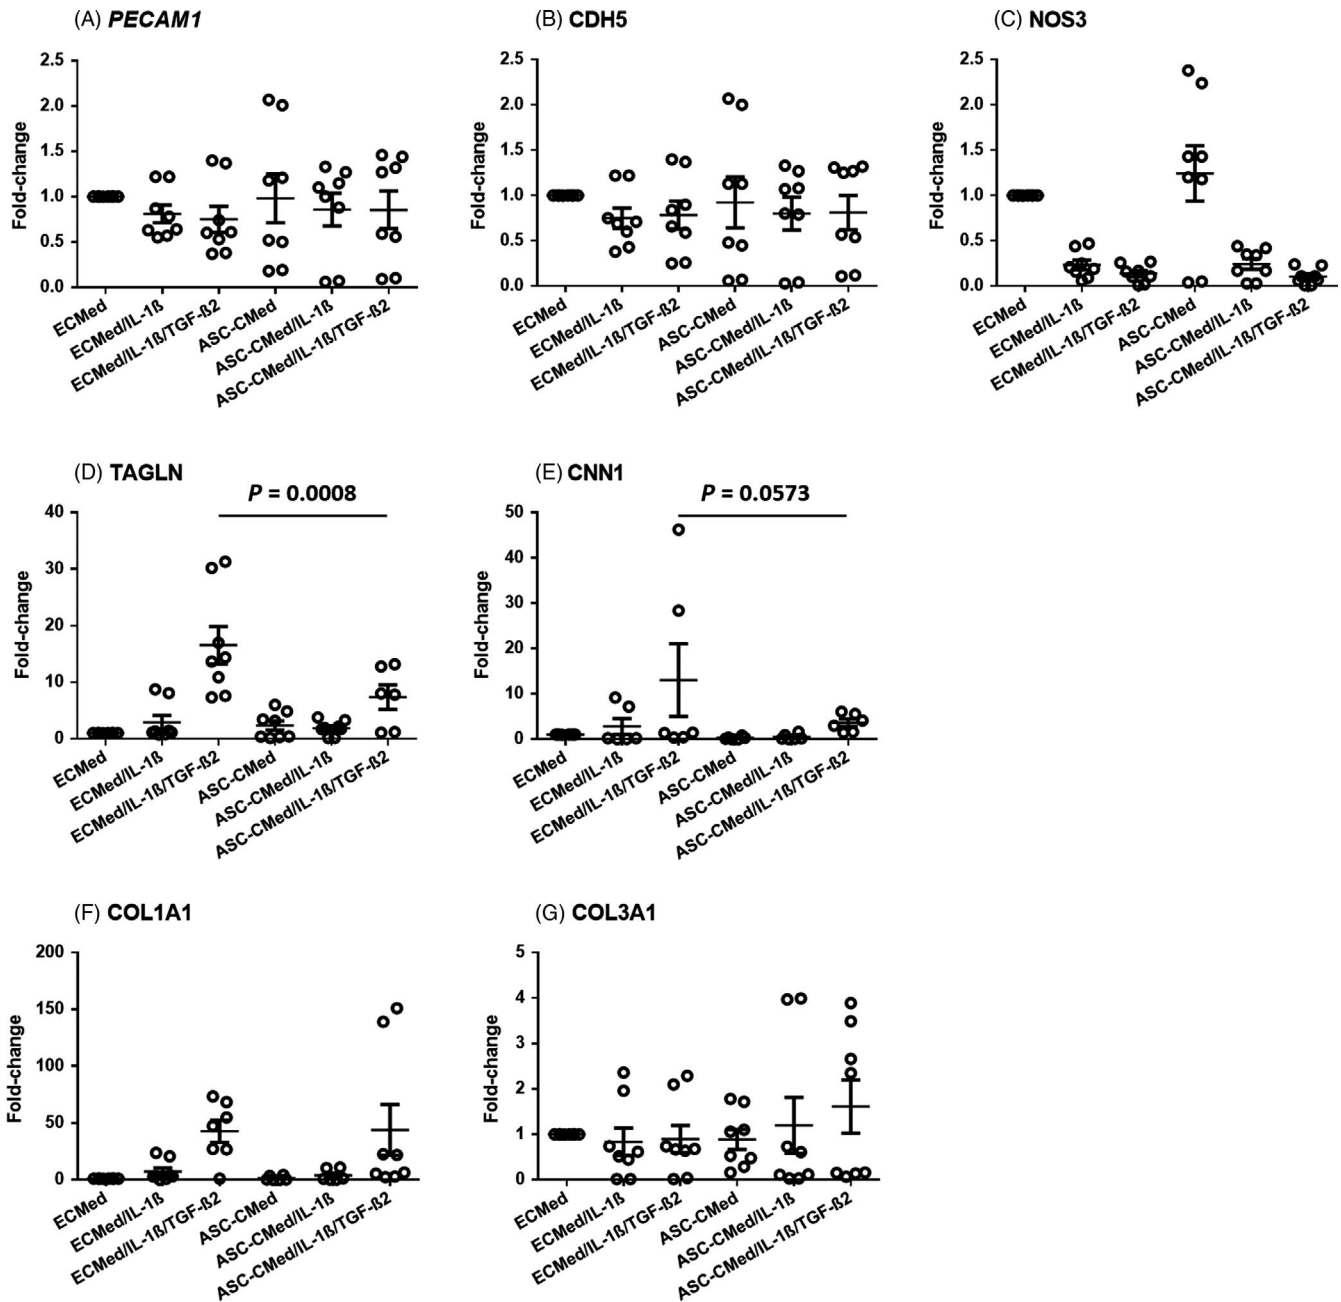 (A) PECAM1
Fold-change
2.5
2.0
1.5
1.0
0.5
0.0
ECMed
ECMed/IL-1ß
ECMed/IL-1ß/TGF-ß2
ASC-CMed
ASC-CMed/IL-1ß
ASC-CMed/IL-1ß/TGF-ß2
(B) CDH5
Fold-change
2.5
2.0
1.5
1.0
0.5
0.0
ECMed
ECMed/IL-1ß
ECMed/IL-1ß/TGF-ß2
ASC-CMed
ASC-CMed/IL-1ß
ASC-CMed/IL-1ß/TGF-ß2
(C) NOS3
Fold-change
2.5
2.0
1.5
1.0
0.5
0.0
ECMed
ECMed/IL-1ß
ECMed/IL-1ß/TGF-ß2
ASC-CMed
ASC-CMed/IL-1ß
ASC-CMed/IL-1ß/TGF-ß2
(D) TAGLN
P = 0.0008
Fold-change
40
30
20
10
0
ECMed
ECMed/IL-1ß
ECMed/IL-1ß/TGF-ß2
ASC-CMed
ASC-CMed/IL-1ß
ASC-CMed/IL-1ß/TGF-ß2
(E) CNN1
P = 0.0573
Fold-change
50
40
30
20
10
0
ECMed
ECMed/IL-1ß
ECMed/IL-1ß/TGF-ß2
ASC-CMed
ASC-CMed/IL-1ß
ASC-CMed/IL-1ß/TGF-ß2
(F) COL1A1
Fold-change
200
150
100
50
0
ECMed
ECMed/IL-1ß
ECMed/IL-1ß/TGF-ß2
ASC-CMed
ASC-CMed/IL-1ß
ASC-CMed/IL-1ß/TGF-ß2
(G) COL3A1
Fold-change
5
4
3
2
1
0
ECMed
ECMed/IL-1ß
ECMed/IL-1ß/TGF-ß2
ASC-CMed
ASC-CMed/IL-1ß
ASC-CMed/IL-1ß/TGF-ß2